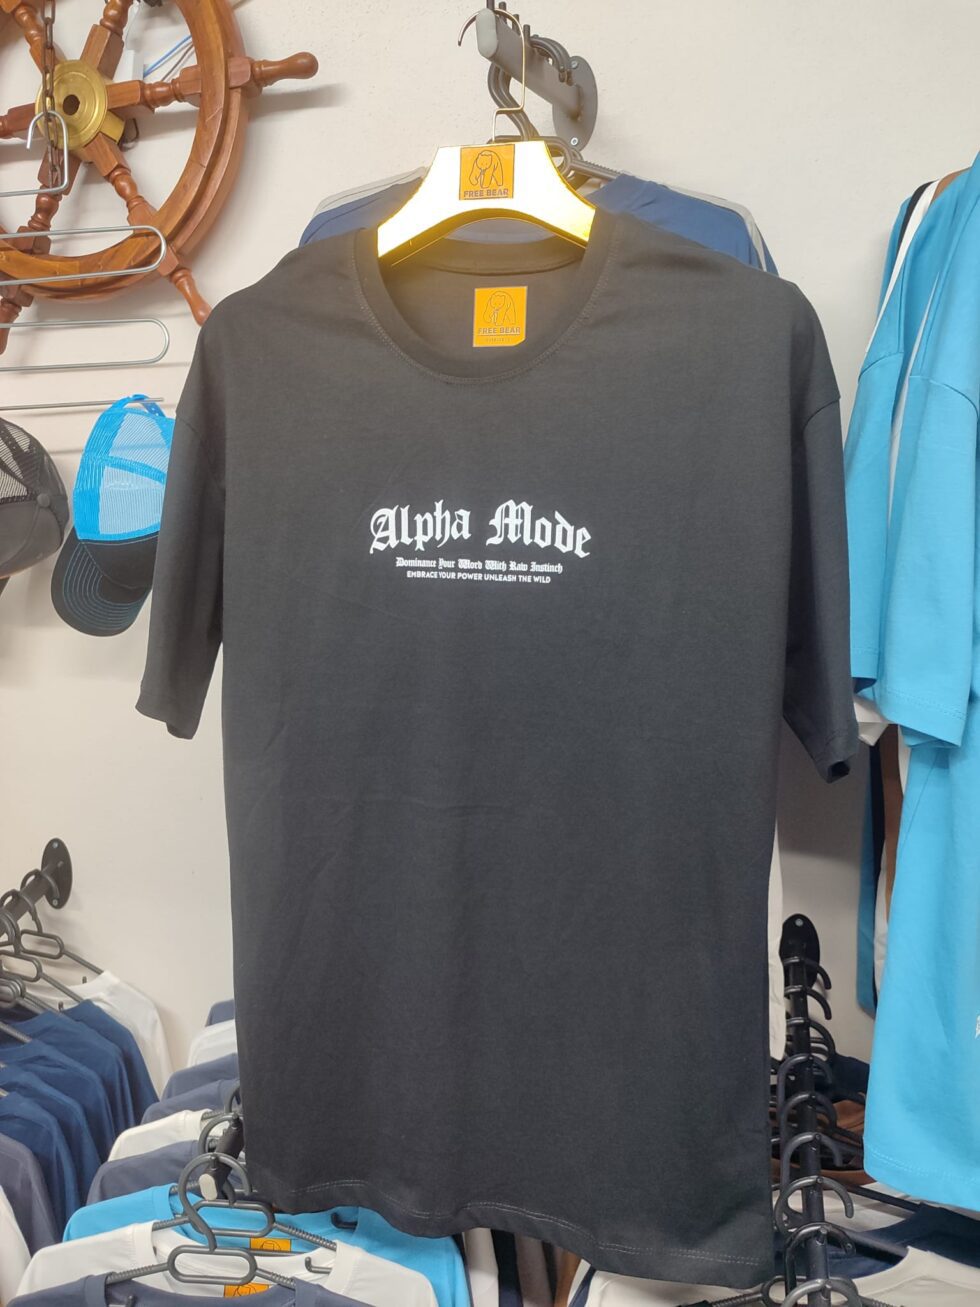 FREE BEAR
FREE BEAR
Alpha Mode
Dominance Your Word With Raw Instinch
EMBRACE YOUR POWER UNLEASH THE WILD